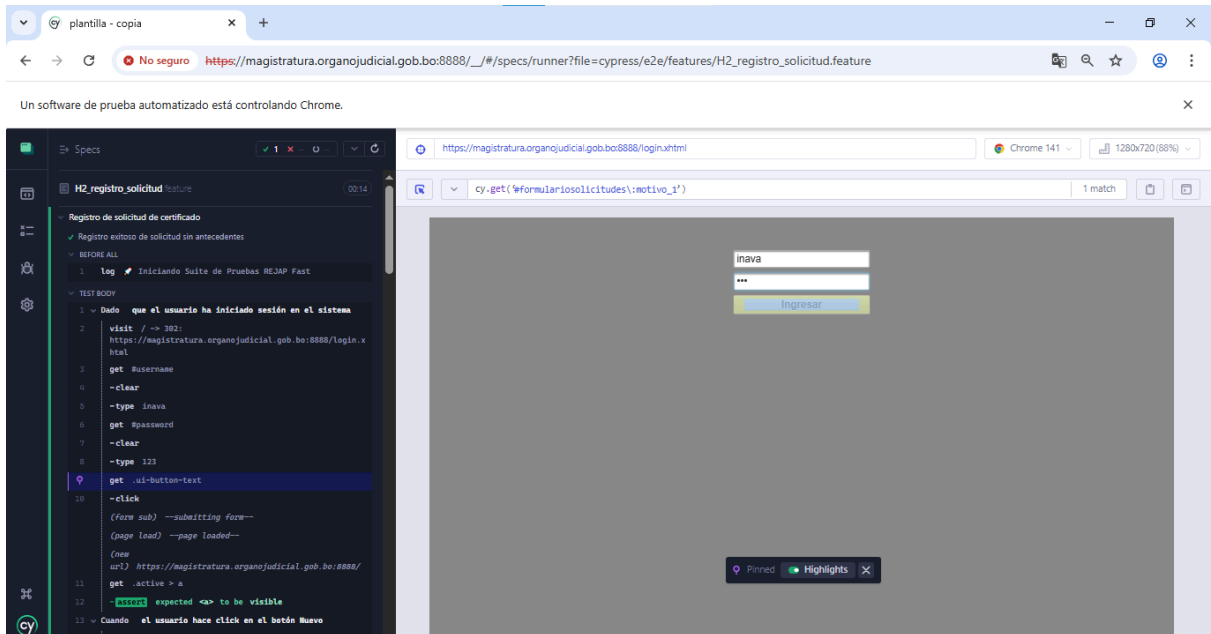 plantilla - copia
No seguro https://magistratura.organojudicial.gob.bo:8888/__/#/specs/runner?file=cypress/e2e/features/H2_registro_solicitud.feature
Un software de prueba automatizado está controlando Chrome.
Specs
1
H2_registro_solicitud.feature 00:14
Registro de solicitud de certificado
Registro exitoso de solicitud sin antecedentes
BEFORE ALL
1 log Iniciando Suite de Pruebas REJAP Fast
TEST BODY
1 Dado que el usuario ha iniciado sesión en el sistema
2 visit / -> 302:
https://magistratura.organojudicial.gob.bo:8888/login.x
html
3 get #username
4 -clear
5 -type inava
6 get #password
7 -clear
8 -type 123
get .ui-button-text
10 -click
(form sub) --submitting form--
(page load) --page loaded--
(new
url) https://magistratura.organojudicial.gob.bo:8888/
11 get .active > a
12 -assert expected <a> to be visible
13 Cuando el usuario hace click en el botón Nuevo
cy
https://magistratura.organojudicial.gob.bo:8888/login.xhtml
Chrome 141
1280x720 (88%)
cy.get('#formulariosolicitudes\:motivo_1')
1 match
inava
•••
Ingresar
Pinned Highlights